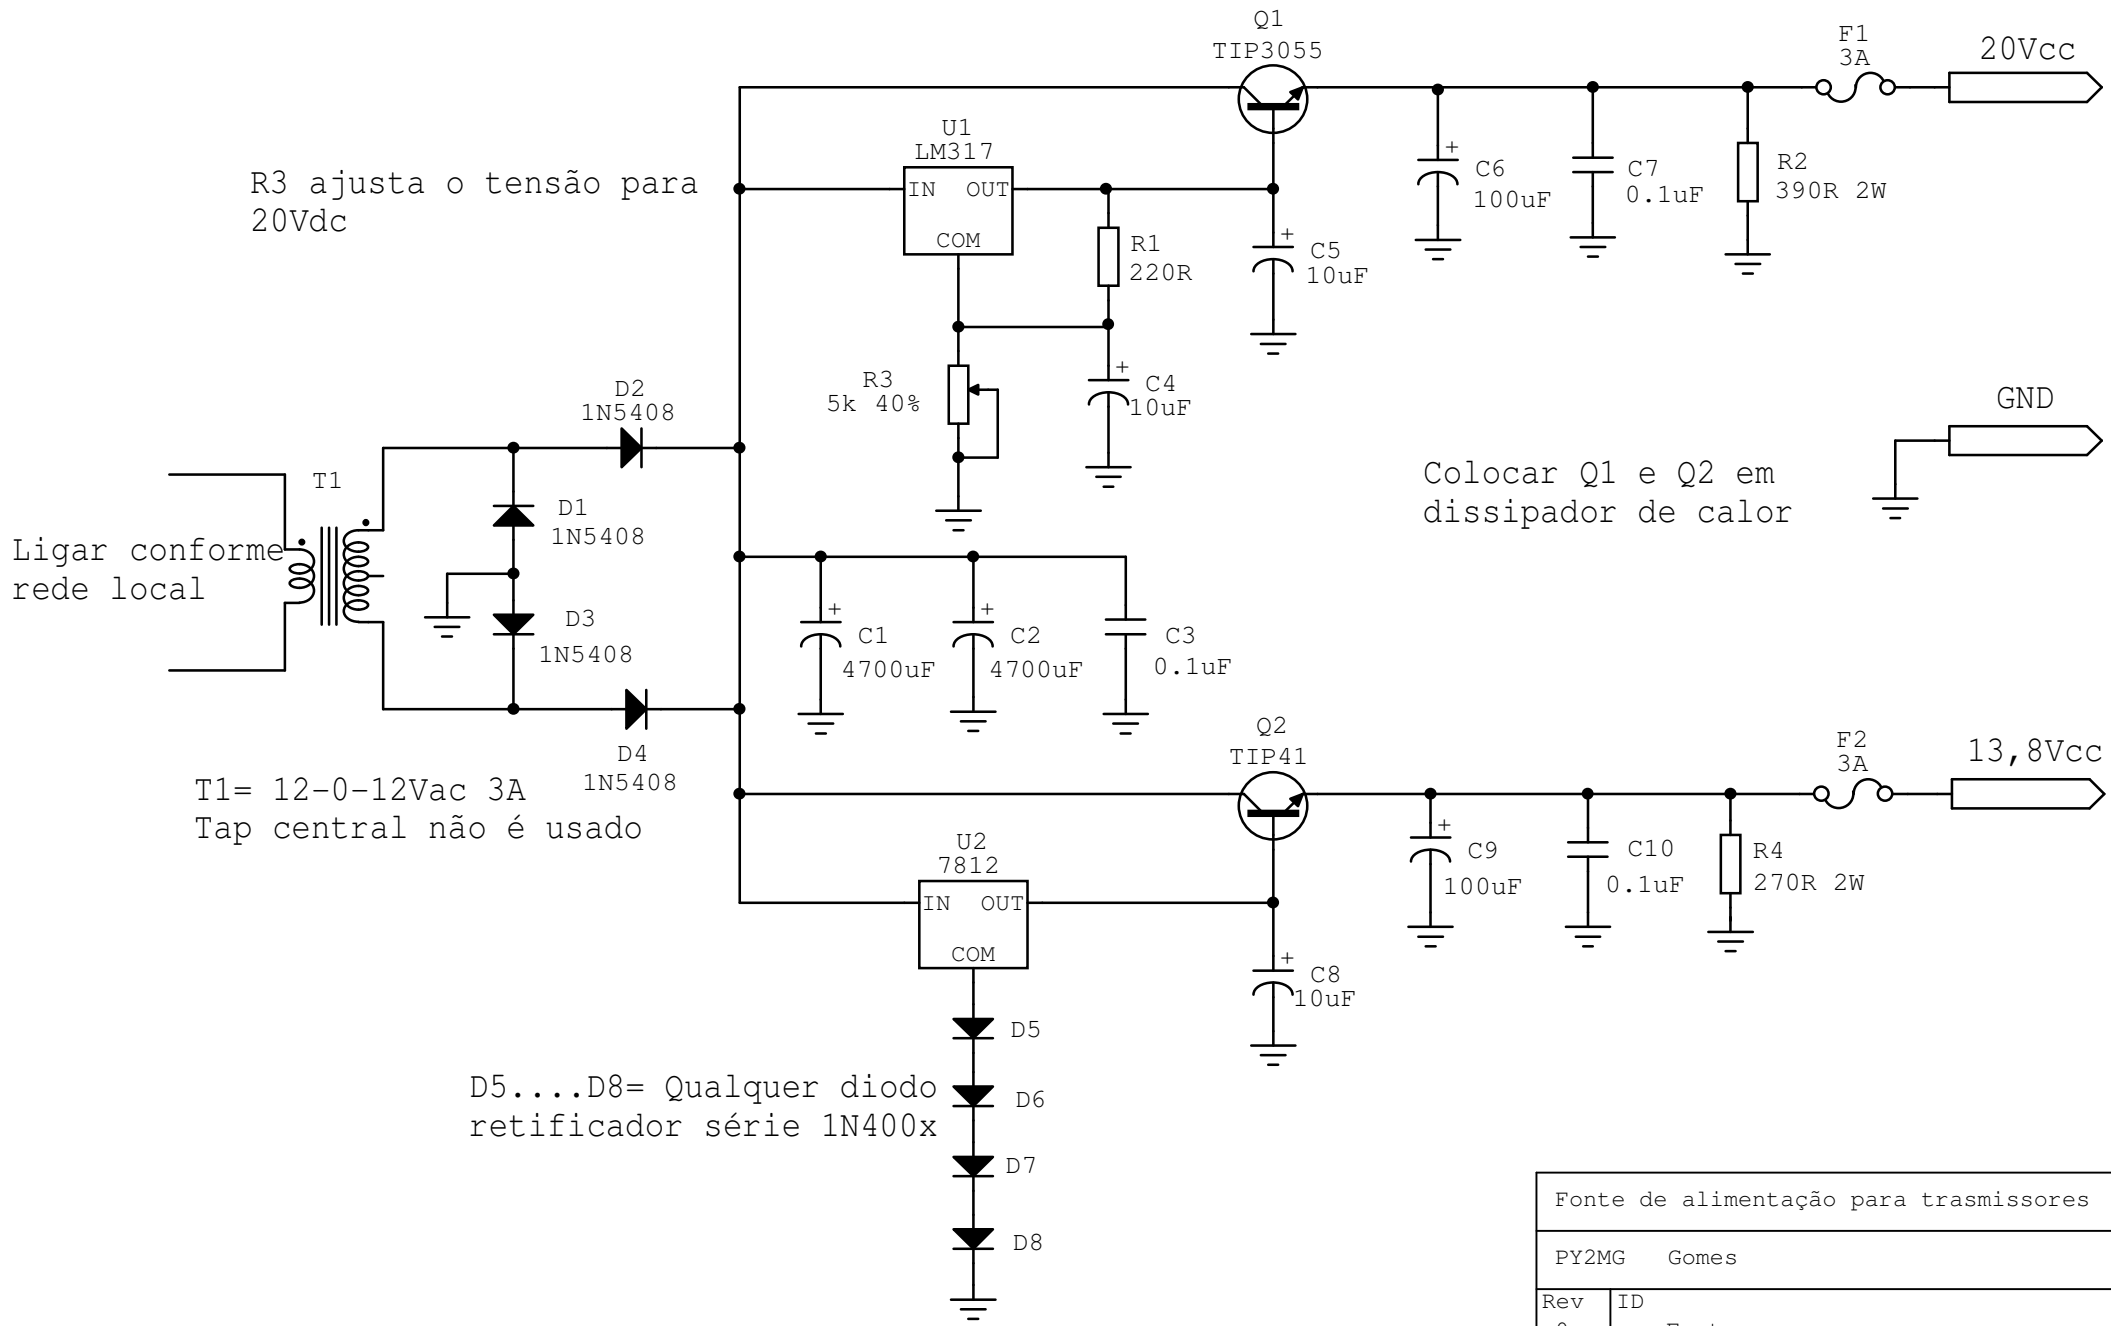 Q1
TIP3055
F1
3A
20Vcc
U1
LM317
IN OUT
COM
R3 ajusta o tensão para
20Vdc
R1
220R
+
C5
10uF
+
C6
100uF
C7
0.1uF
R2
390R 2W
R3
5k 40%
+
C4
10uF
GND
Colocar Q1 e Q2 em
dissipador de calor
D2
1N5408
T1
D1
1N5408
Ligar conforme
rede local
D3
1N5408
D4
1N5408
T1= 12-0-12Vac 3A
Tap central não é usado
+
C1
4700uF
+
C2
4700uF
C3
0.1uF
Q2
TIP41
F2
3A
13,8Vcc
U2
7812
IN OUT
COM
+
C9
100uF
C10
0.1uF
R4
270R 2W
+
C8
10uF
D5
D5....D8= Qualquer diodo
retificador série 1N400x
D6
D7
D8
Fonte de alimentação para trasmissores
PY2MG Gomes
Rev ID